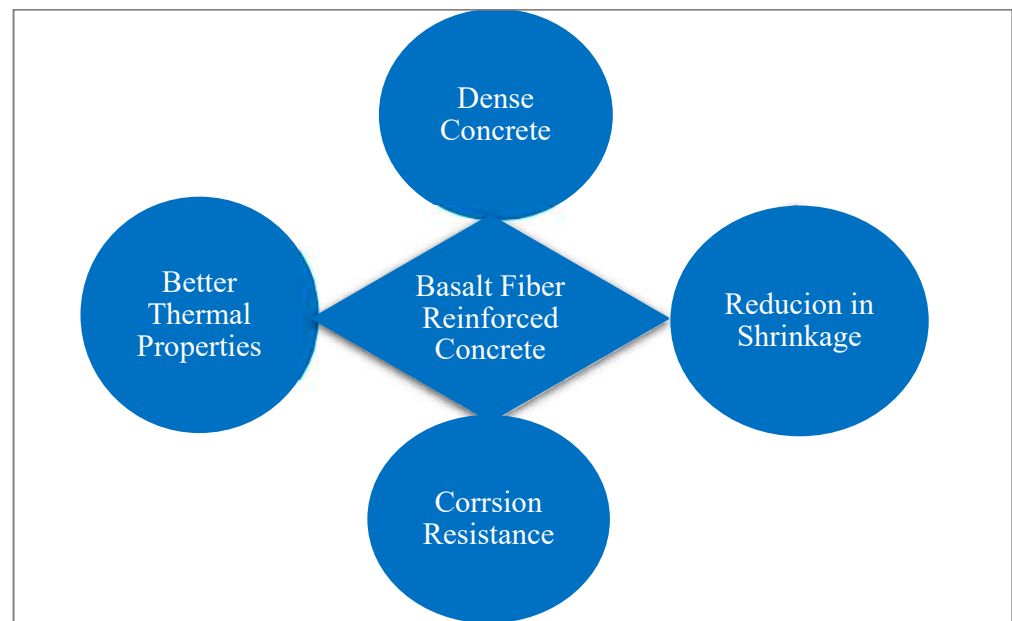 Dense
Concrete
Better
Thermal
Properties
Basalt Fiber
Reinforced
Concrete
Reducion in
Shrinkage
Corrsion
Resistance